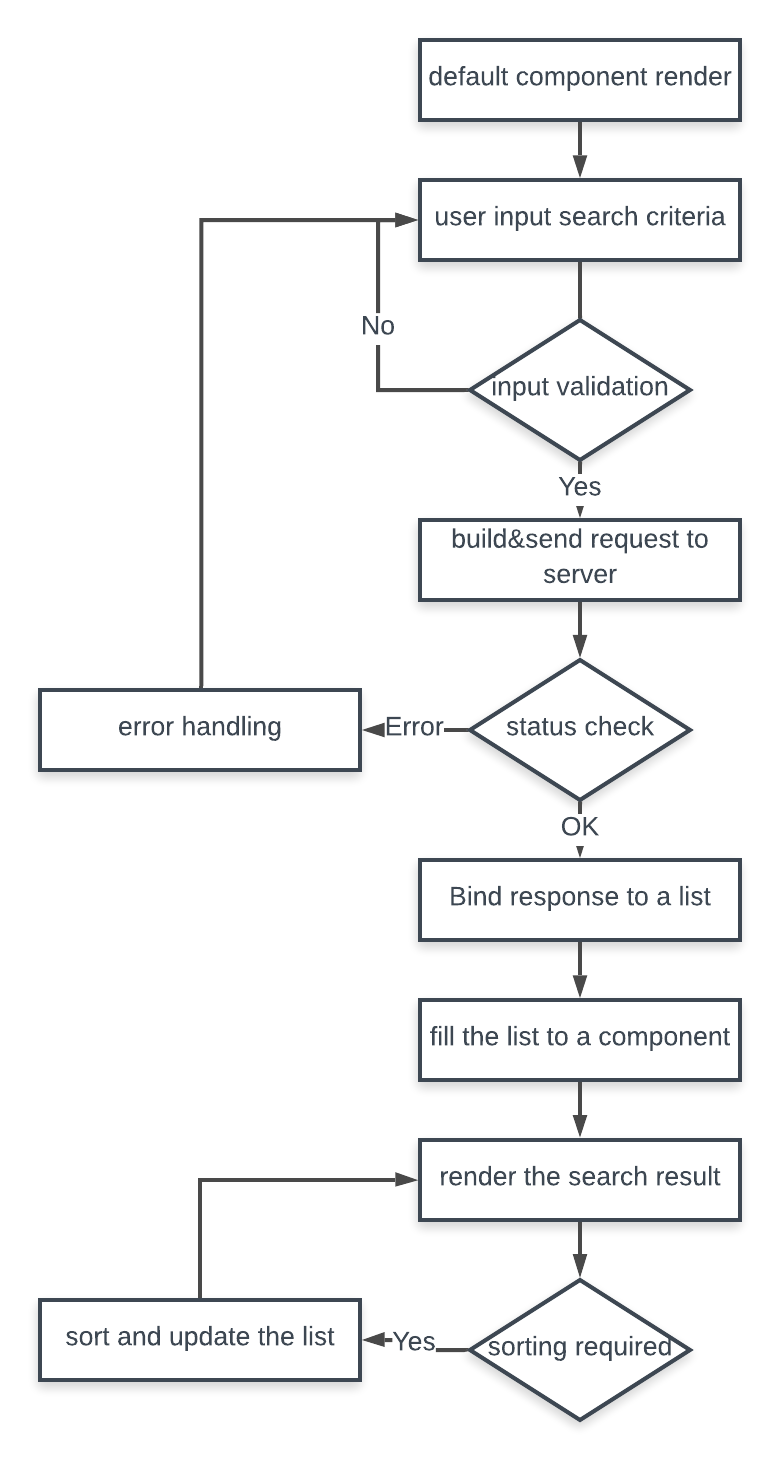 default component render
user input search criteria
No
input validation
Yes
build&send request to
server
error handling
Error
status check
OK
Bind response to a list
fill the list to a component
render the search result
sort and update the list
Yes
sorting required